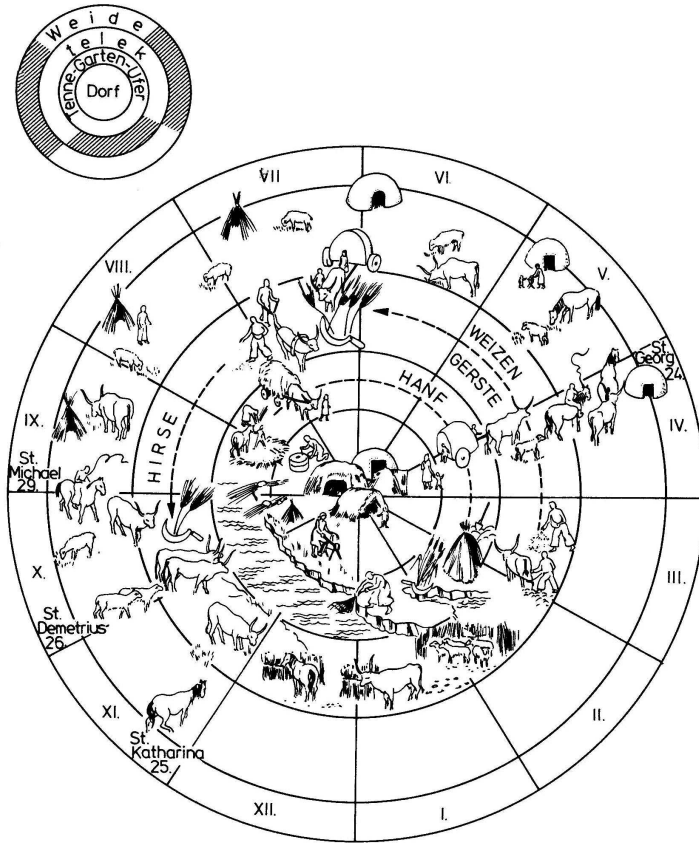 Weide
telek
Tenne-Garten-Ufer
Dorf
VII
VI.
V.
St.
Georg
24.
IV.
III.
II.
I.
XII.
XI.
St.
Katharina
25.
St.
Demetrius
26.
X.
St.
Michael
29.
IX.
VIII.
WEIZEN
GERSTE
HANF
HIRSE